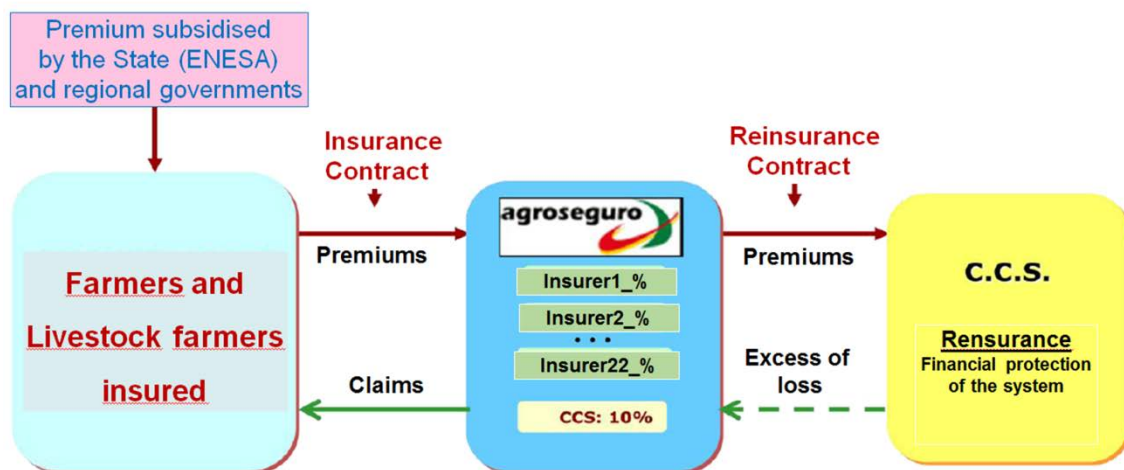 Premium subsidised
by the State (ENESA)
and regional governments
Insurance
Contract
Reinsurance
Contract
Premiums
Premiums
Farmers and
Livestock farmers
insured
agroseguro
Insurer1_%
Insurer2_%
...
Insurer22_%
CCS: 10%
Claims
Excess of
loss
C.C.S.
Rensurance
Financial protection
of the system